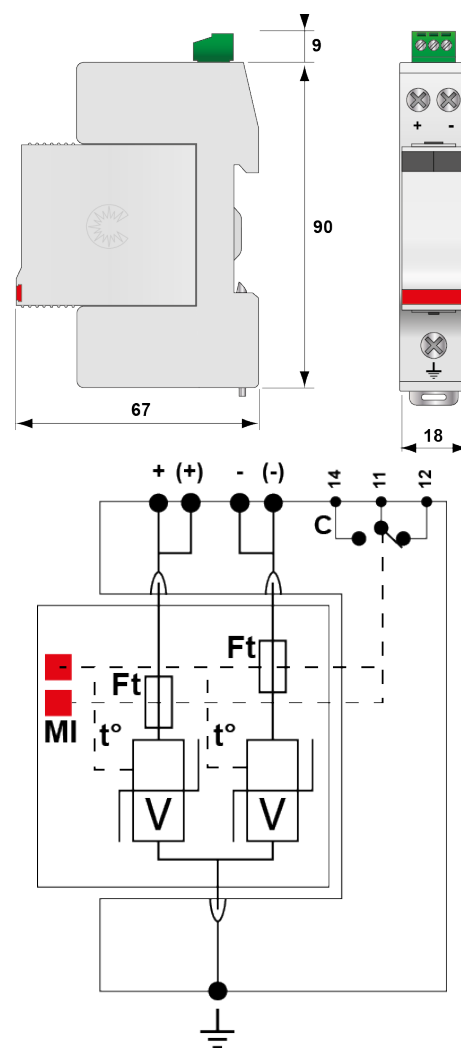 9
+ -
90
67
18
+ (+) - (-) 14 11 12
C
Ft
-
Ft
MI t° t°
V V